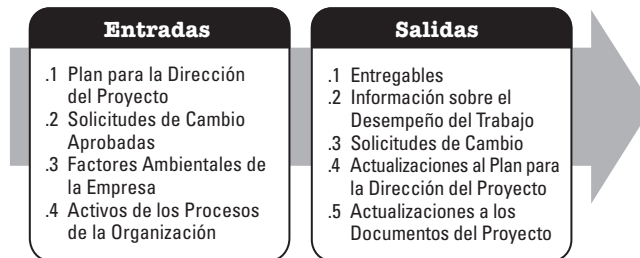 Entradas
.1 Plan para la Dirección
del Proyecto
.2 Solicitudes de Cambio
Aprobadas
.3 Factores Ambientales de
la Empresa
.4 Activos de los Procesos
de la Organización
Salidas
.1 Entregables
.2 Información sobre el
Desempeño del Trabajo
.3 Solicitudes de Cambio
.4 Actualizaciones al Plan para
la Dirección del Proyecto
.5 Actualizaciones a los
Documentos del Proyecto